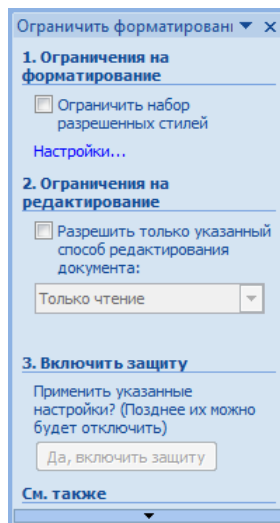 Ограничить форматирован
1. Ограничения на
форматирование
Ограничить набор
разрешенных стилей
Настройки...
2. Ограничения на
редактирование
Разрешить только указанный
способ редактирования
документа:
Только чтение
3. Включить защиту
Применить указанные
настройки? (Позднее их можно
будет отключить)
Да, включить защиту
См. также